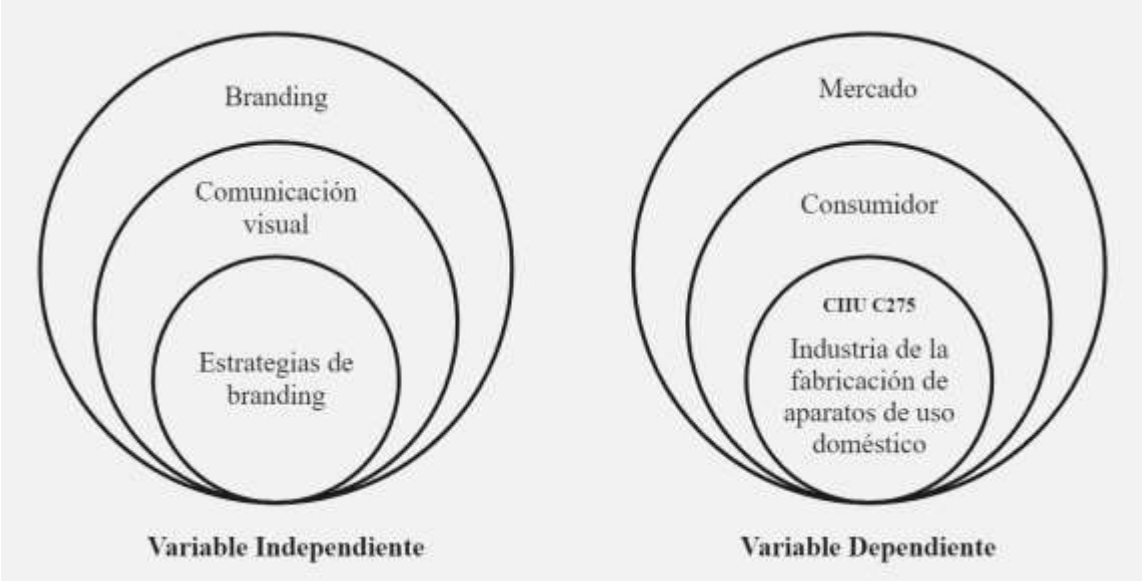 Branding
Comunicación
visual
Estrategias de
branding
Variable Independiente
Mercado
Consumidor
CIIU C275
Industria de la
fabricación de
aparatos de uso
doméstico
Variable Dependiente